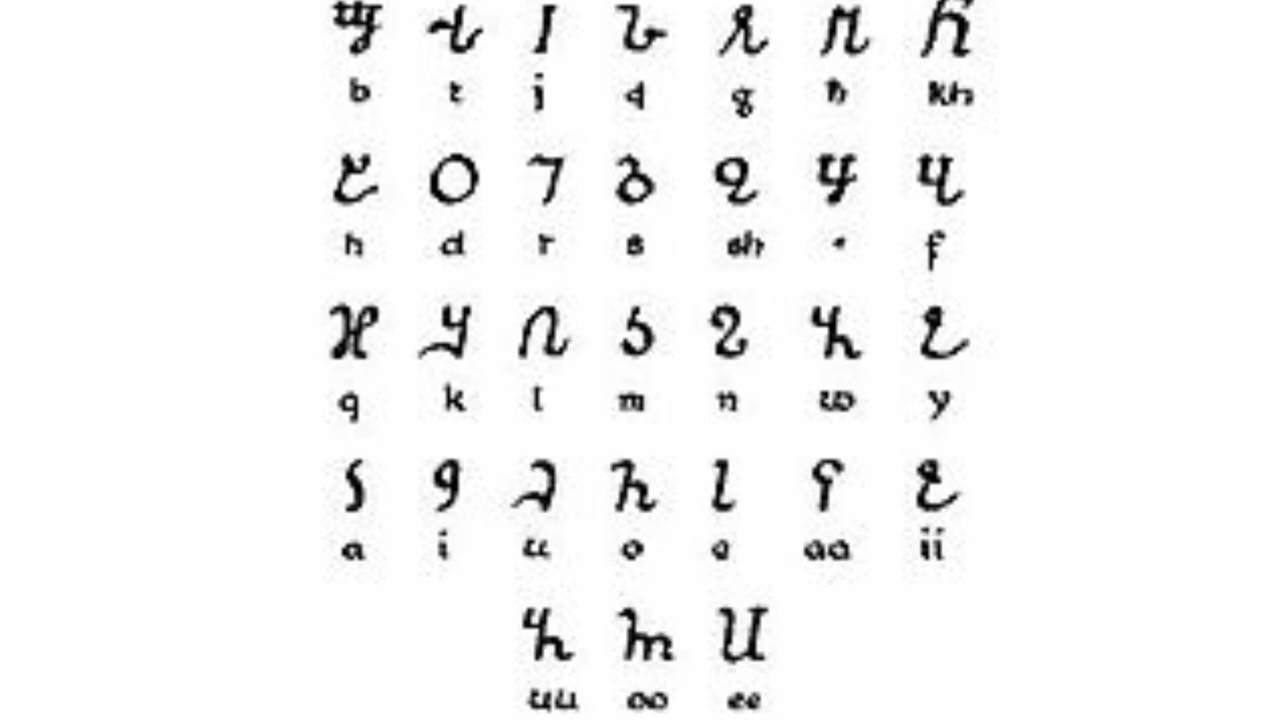 𐒁 𐒂 𐒃 𐒊 𐒌 𐒄 𐒅
b t j d g ħ kh
𐒔 𐒆 𐒇 𐒈 𐒉 𐒋 𐒍
h d r s sh ʿ f
𐒎 𐒏 𐒐 𐒑 𐒒 𐒓 𐒕
q k l m n w y
𐒖 𐒘 𐒚 𐒙 𐒗 𐒛 𐒕
a i u o e aa ii
𐒓 𐒝 𐒜
uu oo ee